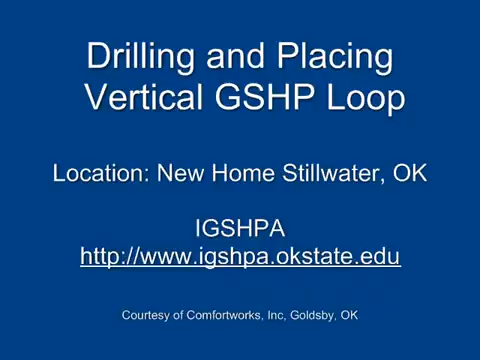 Drilling and Placing
Vertical GSHP Loop
Location: New Home Stillwater, OK
IGSHPA
http://www.igshpa.okstate.edu
Courtesy of Comfortworks, Inc, Goldsby, OK